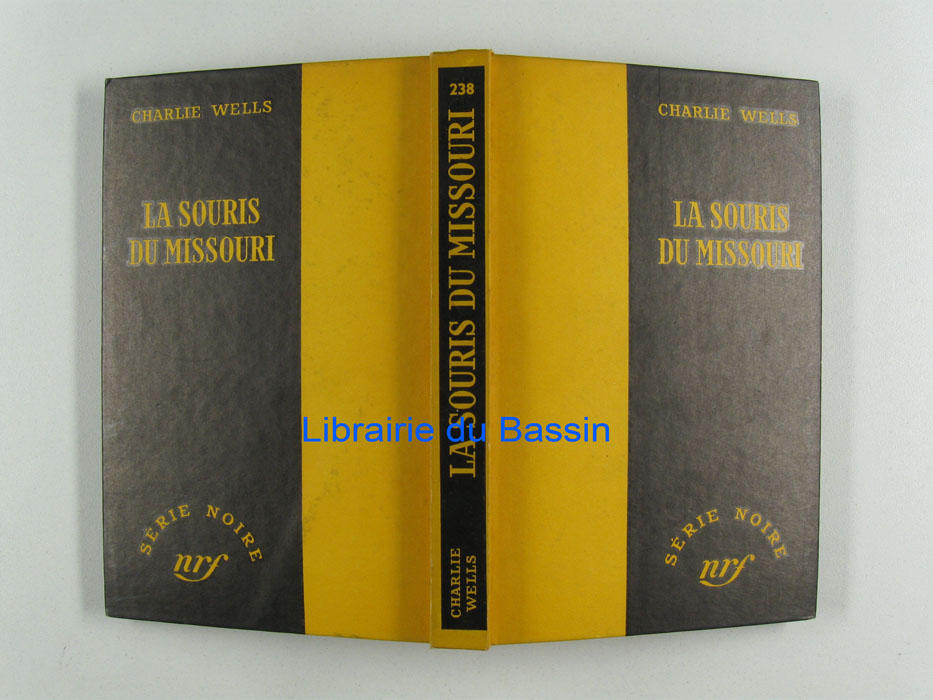 CHARLIE WELLS
LA SOURIS
DU MISSOURI
SÉRIE NOIRE
nrf
238
LA SOURIS DU MISSOURI
CHARLIE
WELLS
CHARLIE WELLS
LA SOURIS
DU MISSOURI
SÉRIE NOIRE
nrf
Librairie du Bassin